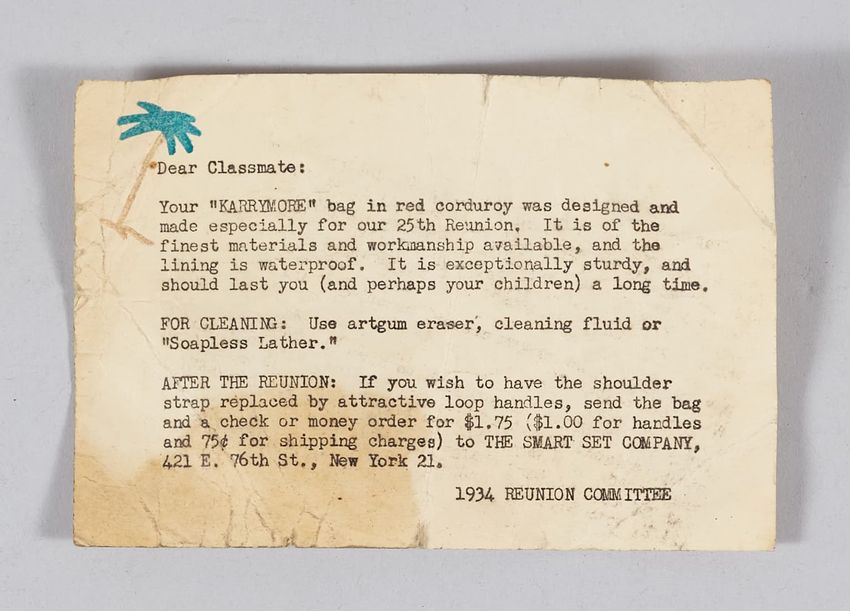 Dear Classmate:
Your "KARRYMORE" bag in red corduroy was designed and
made especially for our 25th Reunion. It is of the
finest materials and workmanship available, and the
lining is waterproof. It is exceptionally sturdy, and
should last you (and perhaps your children) a long time.
FOR CLEANING: Use artgum eraser, cleaning fluid or
"Soapless Lather."
AFTER THE REUNION: If you wish to have the shoulder
strap replaced by attractive loop handles, send the bag
and a check or money order for $1.75 ($1.00 for handles
and 75¢ for shipping charges) to THE SMART SET COMPANY,
421 E. 76th St., New York 21.
1934 REUNION COMMITTEE